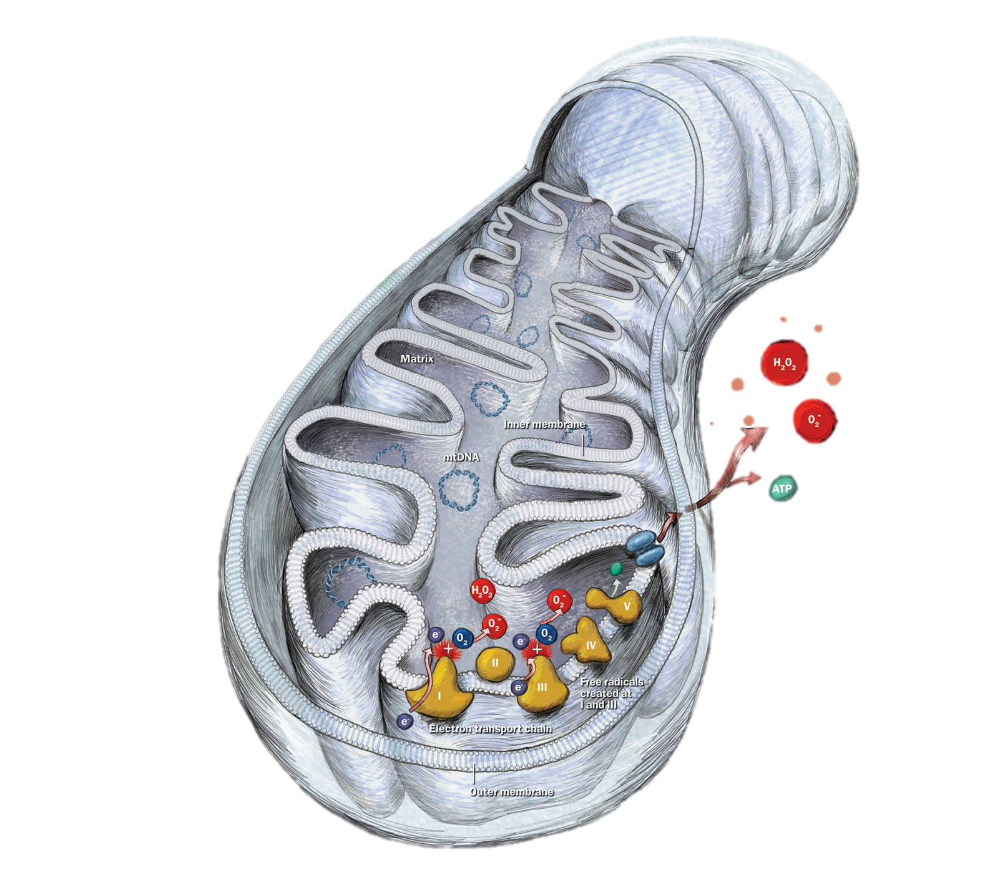 Matrix
H₂O₂
Inner membrane
O₂⁻
mtDNA
ATP
H₂O₂
O₂⁻
O₂⁻
V
e⁻
O₂
e⁻
O₂
+
+
IV
II
I
e⁻
III
Free radicals
created at
I and III
e⁻
Electron transport chain
Outer membrane